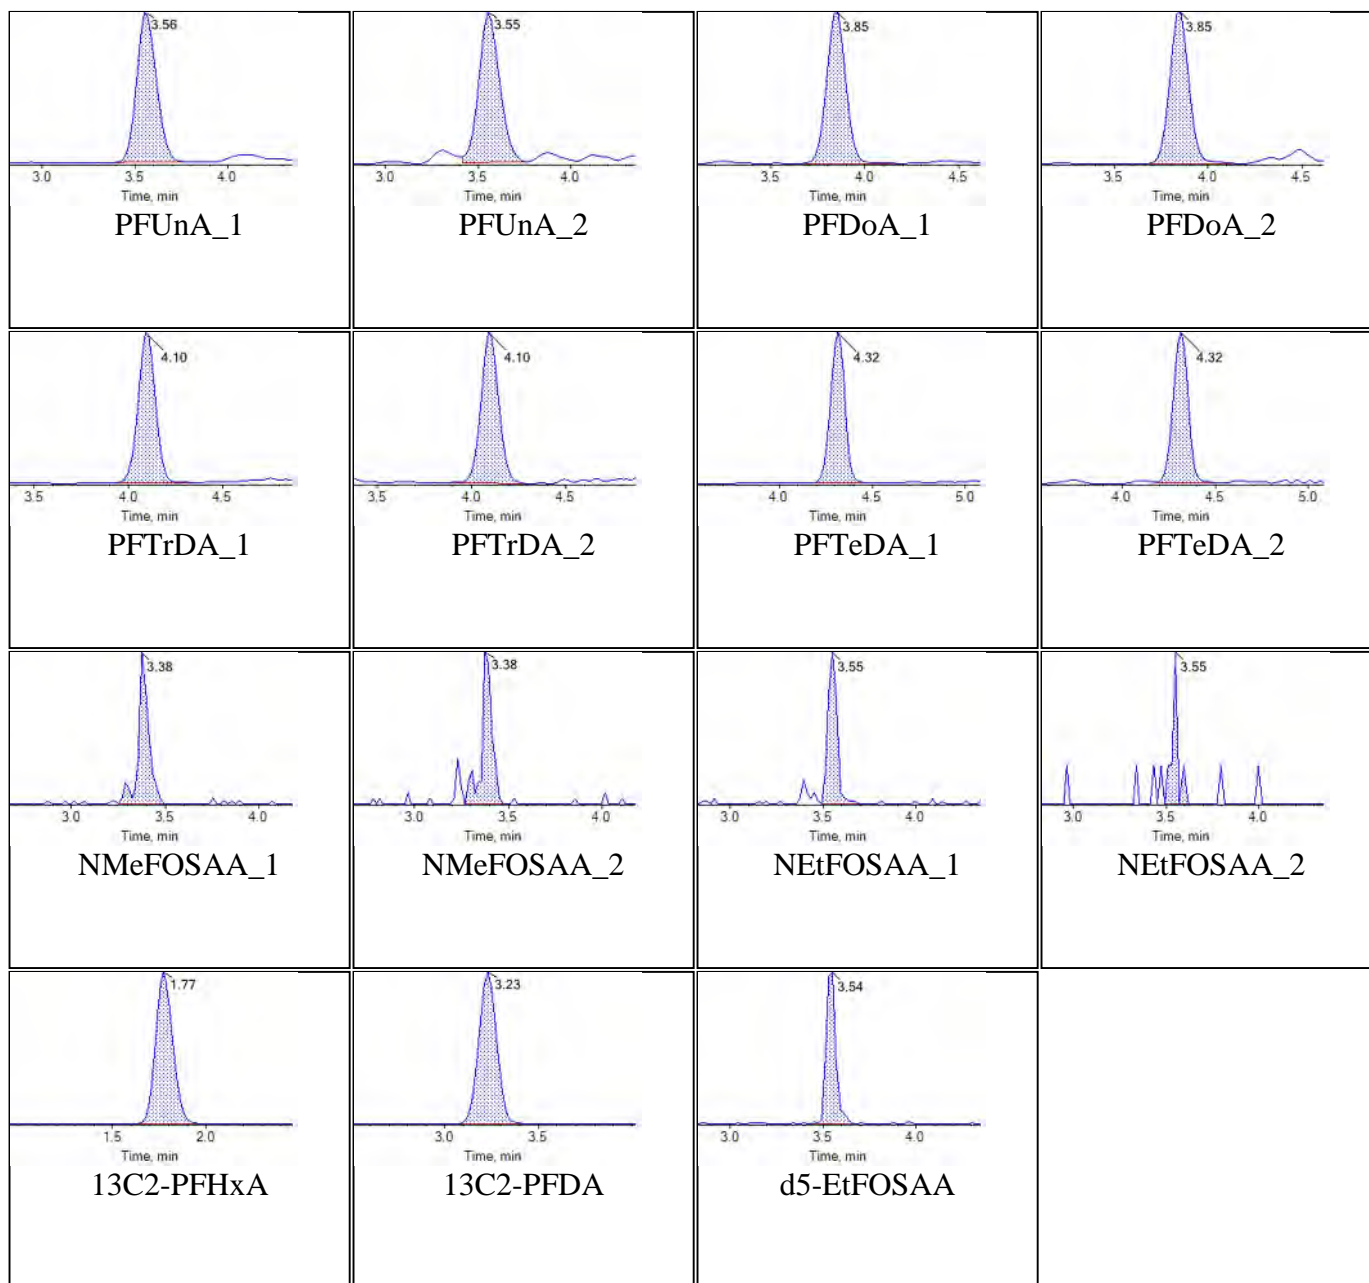 3.56
3.0 3.5 4.0
Time, min
PFUnA_1
3.55
3.0 3.5 4.0
Time, min
PFUnA_2
3.85
3.5 4.0 4.5
Time, min
PFDoA_1
3.85
3.5 4.0 4.5
Time, min
PFDoA_2
4.10
3.5 4.0 4.5
Time, min
PFTrDA_1
4.10
3.5 4.0 4.5
Time, min
PFTrDA_2
4.32
4.0 4.5 5.0
Time, min
PFTeDA_1
4.32
4.0 4.5 5.0
Time, min
PFTeDA_2
3.38
3.0 3.5 4.0
Time, min
NMeFOSAA_1
3.38
3.0 3.5 4.0
Time, min
NMeFOSAA_2
3.55
3.0 3.5 4.0
Time, min
NEtFOSAA_1
3.55
3.0 3.5 4.0
Time, min
NEtFOSAA_2
1.77
1.5 2.0
Time, min
13C2-PFHxA
3.23
3.0 3.5
Time, min
13C2-PFDA
3.54
3.0 3.5 4.0
Time, min
d5-EtFOSAA